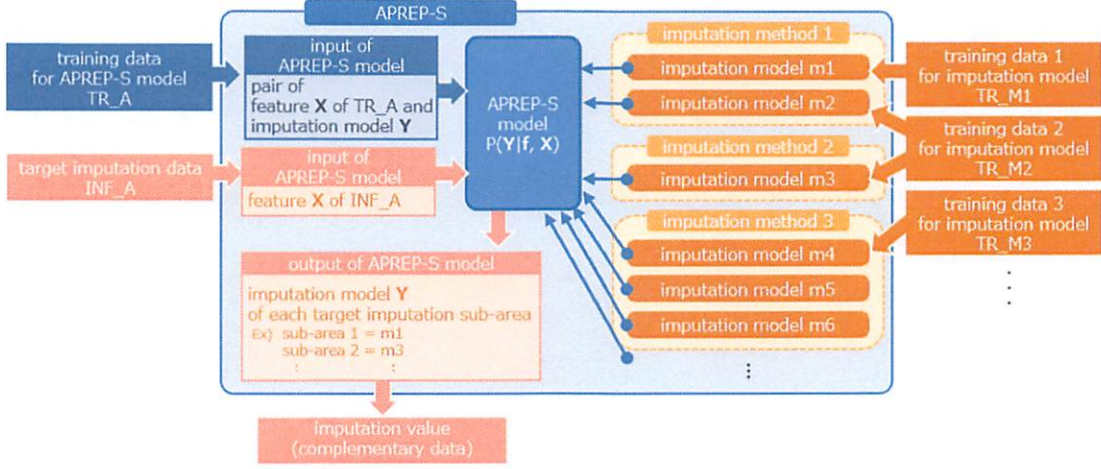 APREP-S
training data
for APREP-S model
TR_A
input of
APREP-S model
pair of
feature X of TR_A and
imputation model Y
target imputation data
INF_A
input of
APREP-S model
feature X of INF_A
APREP-S
model
P(Y|f, X)
imputation method 1
imputation model m1
imputation model m2
imputation method 2
imputation model m3
imputation method 3
imputation model m4
imputation model m5
imputation model m6
⋮
training data 1
for imputation model
TR_M1
training data 2
for imputation model
TR_M2
training data 3
for imputation model
TR_M3
⋮
output of APREP-S model
imputation model Y
of each target imputation sub-area
Ex) sub-area 1 = m1
sub-area 2 = m3
⋮ ⋮
imputation value
(complementary data)